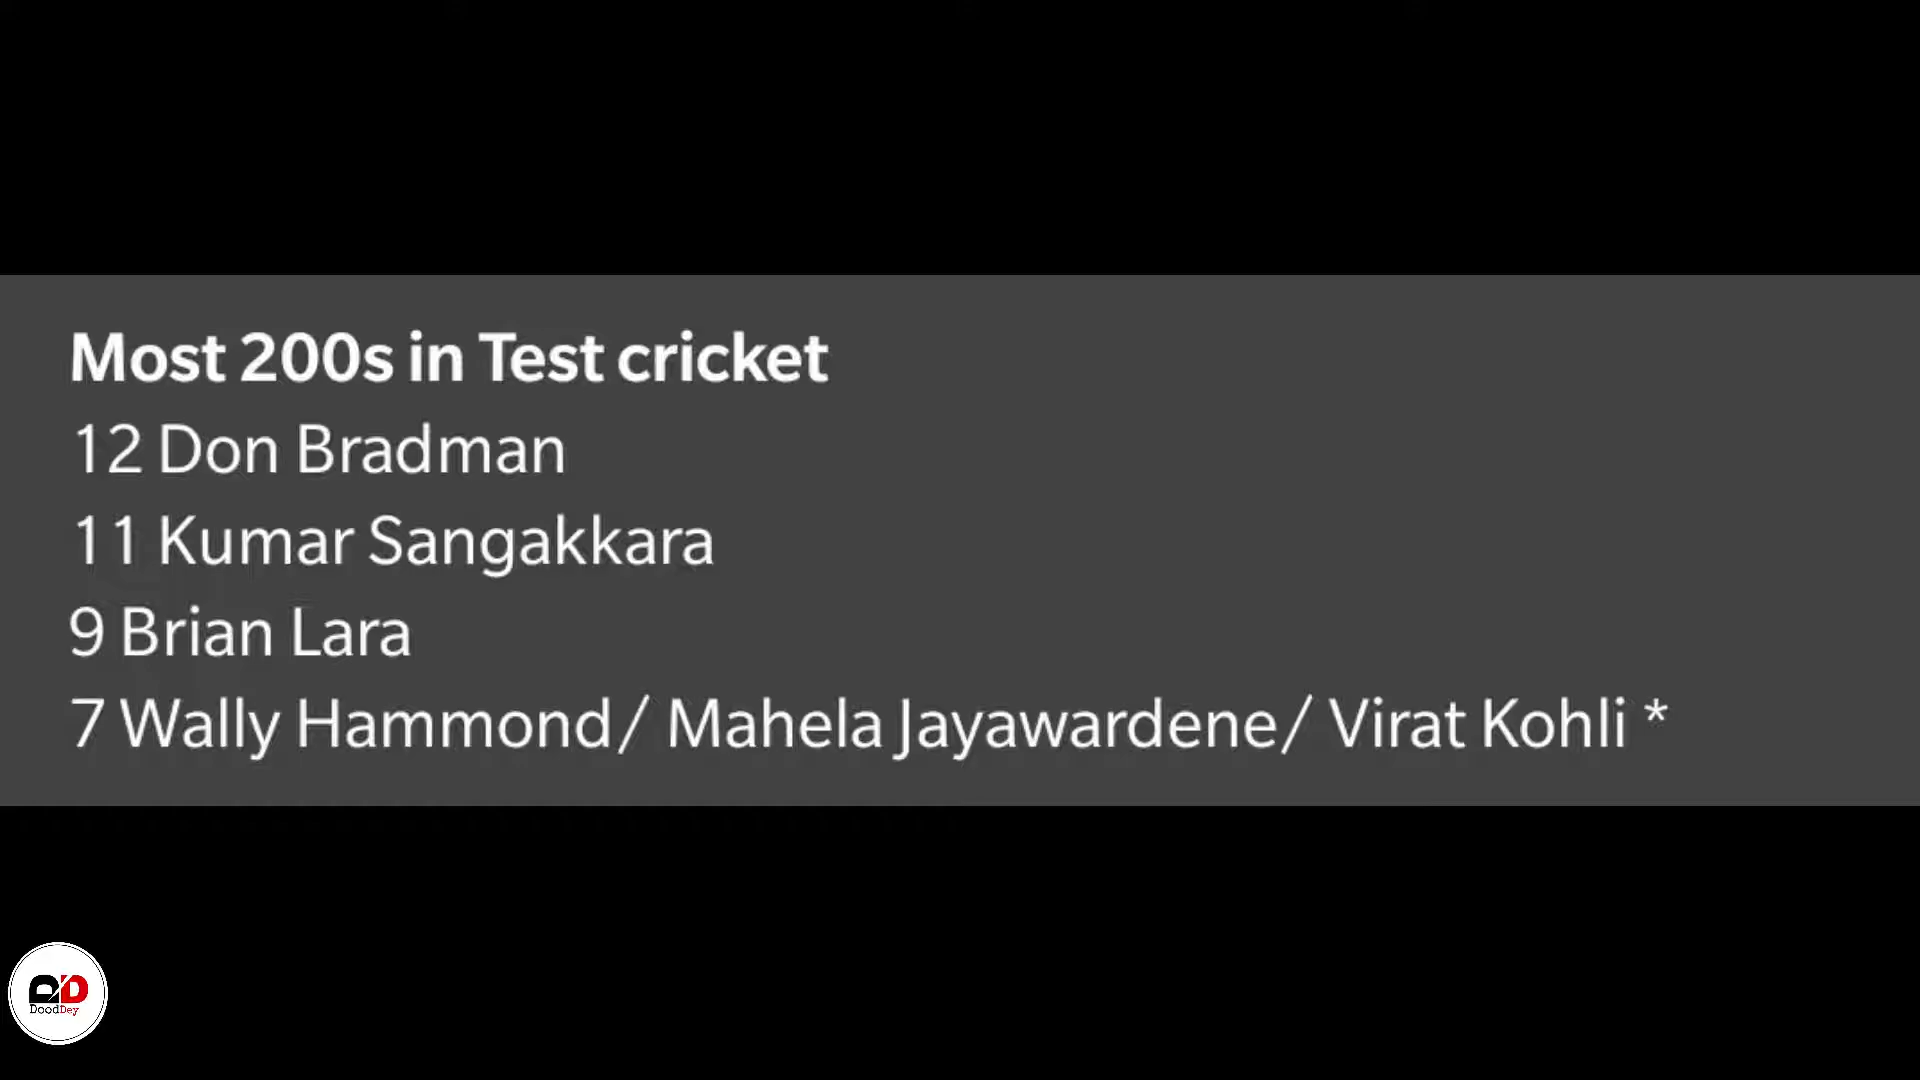 Most 200s in Test cricket
12 Don Bradman
11 Kumar Sangakkara
9 Brian Lara
7 Wally Hammond/ Mahela Jayawardene/ Virat Kohli *
DD
DoodDey